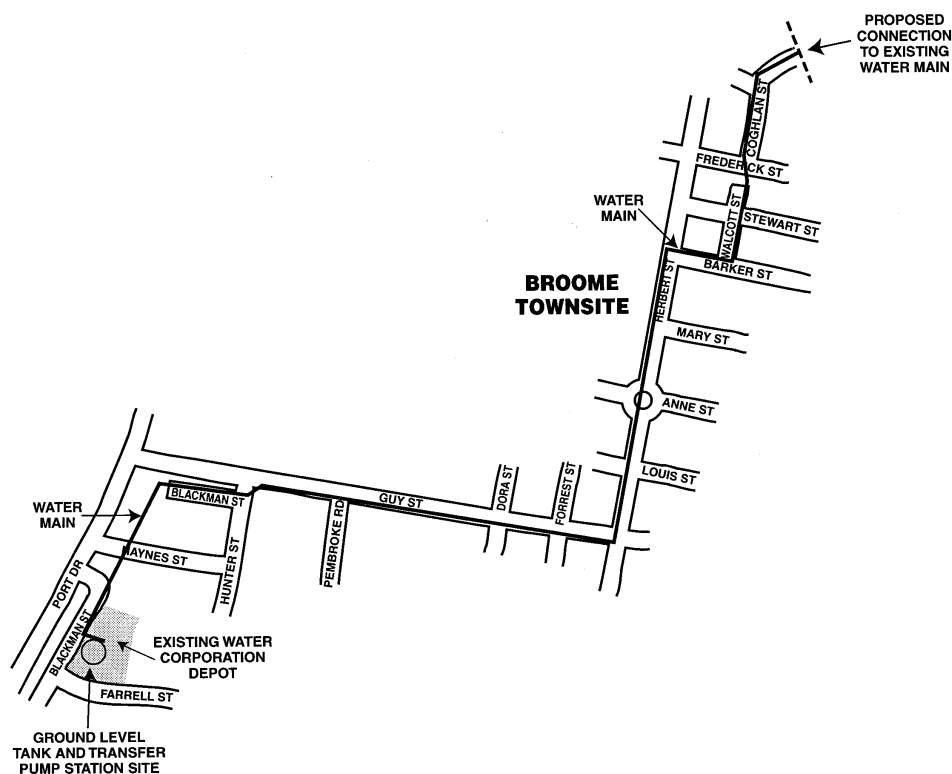 PROPOSED
CONNECTION
TO EXISTING
WATER MAIN
COGHLAN ST
FREDERICK ST
WATER
MAIN
WALCOTT ST
STEWART ST
BARKER ST
BROOME
TOWNSITE
HERBERT ST
MARY ST
ANNE ST
LOUIS ST
DORA ST
FORREST ST
GUY ST
BLACKMAN ST
WATER
MAIN
PEMBROKE RD
HUNTER ST
HAYNES ST
PORT DR
BLACKMAN ST
EXISTING WATER
CORPORATION
DEPOT
FARRELL ST
GROUND LEVEL
TANK AND TRANSFER
PUMP STATION SITE